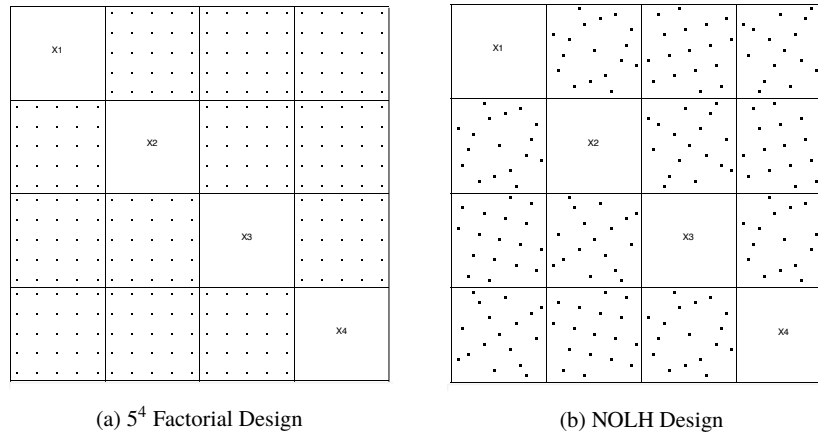 X1
X2
X3
X4
X1
X2
X3
X4
(a) 5⁴ Factorial Design
(b) NOLH Design